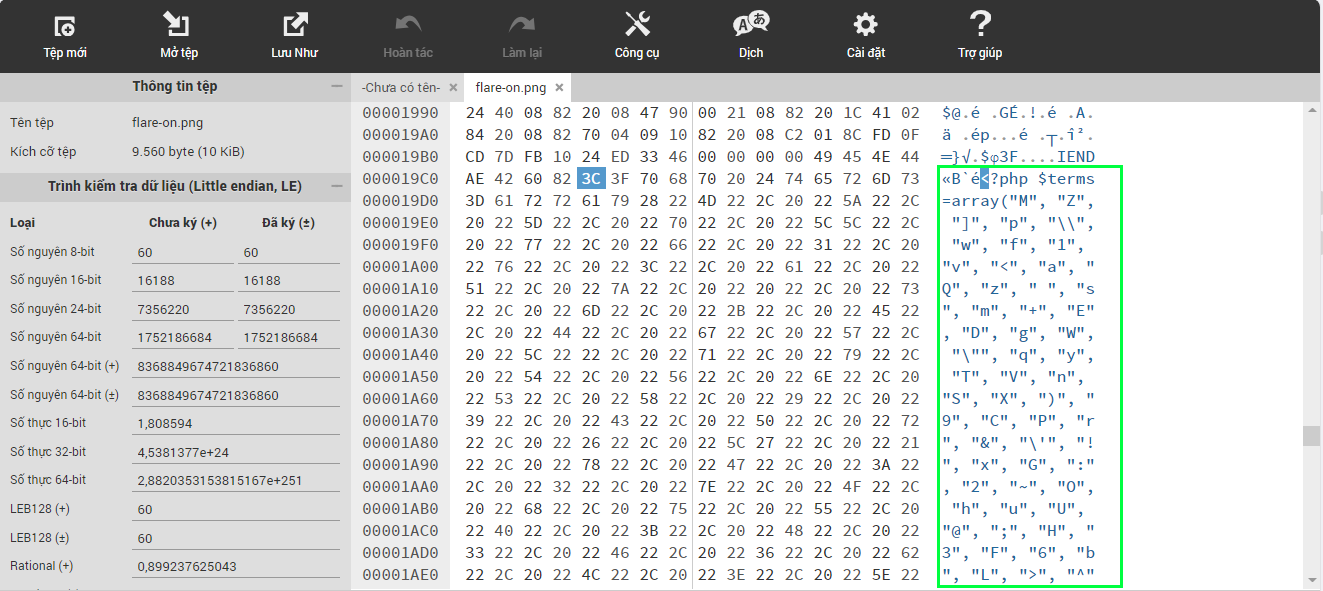 Tệp mới
Mở tệp
Lưu Như
Hoàn tác
Làm lại
Công cụ
Dịch
Cài đặt
Trợ giúp
Thông tin tệp
Tên tệp flare-on.png
Kích cỡ tệp 9.560 byte (10 KiB)
Trình kiểm tra dữ liệu (Little endian, LE)
Loại Chưa ký (+) Đã ký (±)
Số nguyên 8-bit 60 60
Số nguyên 16-bit 16188 16188
Số nguyên 24-bit 7356220 7356220
Số nguyên 64-bit 1752186684 1752186684
Số nguyên 64-bit (+) 8368849674721836860
Số nguyên 64-bit (±) 8368849674721836860
Số thực 16-bit 1,808594
Số thực 32-bit 4,5381377e+24
Số thực 64-bit 2,8820353153815167e+251
LEB128 (+) 60
LEB128 (±) 60
Rational (+) 0,899237625043
-Chưa có tên- ×
flare-on.png ×
00001990 24 40 08 82 20 08 47 90 00 21 08 82 20 1C 41 02 $@.é .GÉ.!.é .A.
000019A0 84 20 08 82 70 04 09 10 82 20 08 C2 01 8C FD 0F ä .ép...é .┬.î².
000019B0 CD 7D FB 10 24 ED 33 46 00 00 00 00 49 45 4E 44 ═}√.$φ3F....IEND
000019C0 AE 42 60 82 3C 3F 70 68 70 20 24 74 65 72 6D 73 «B`é<?php $terms
000019D0 3D 61 72 72 61 79 28 22 4D 22 2C 20 22 5A 22 2C =array("M", "Z",
000019E0 20 22 5D 22 2C 20 22 70 22 2C 20 22 5C 5C 22 2C "]", "p", "\\",
000019F0 20 22 77 22 2C 20 22 66 22 2C 20 22 31 22 2C 20 "w", "f", "1",
00001A00 22 76 22 2C 20 22 3C 22 2C 20 22 61 22 2C 20 22 "v", "<", "a", "
00001A10 51 22 2C 20 22 7A 22 2C 20 22 20 22 2C 20 22 73 Q", "z", " ", "s
00001A20 22 2C 20 22 6D 22 2C 20 22 2B 22 2C 20 22 45 22 ", "m", "+", "E"
00001A30 2C 20 22 44 22 2C 20 22 67 22 2C 20 22 57 22 2C , "D", "g", "W",
00001A40 20 22 5C 22 22 2C 20 22 71 22 2C 20 22 79 22 2C "\"", "q", "y",
00001A50 20 22 54 22 2C 20 22 56 22 2C 20 22 6E 22 2C 20 "T", "V", "n",
00001A60 22 53 22 2C 20 22 58 22 2C 20 22 29 22 2C 20 22 "S", "X", ")", "
00001A70 39 22 2C 20 22 43 22 2C 20 22 50 22 2C 20 22 72 9", "C", "P", "r
00001A80 22 2C 20 22 26 22 2C 20 22 5C 27 22 2C 20 22 21 ", "&", "\'", "!
00001A90 22 2C 20 22 78 22 2C 20 22 47 22 2C 20 22 3A 22 ", "x", "G", ":"
00001AA0 2C 20 22 32 22 2C 20 22 7E 22 2C 20 22 4F 22 2C , "2", "~", "O",
00001AB0 20 22 68 22 2C 20 22 75 22 2C 20 22 55 22 2C 20 "h", "u", "U",
00001AC0 22 40 22 2C 20 22 3B 22 2C 20 22 48 22 2C 20 22 "@", ";", "H", "
00001AD0 33 22 2C 20 22 46 22 2C 20 22 36 22 2C 20 22 62 3", "F", "6", "b
00001AE0 22 2C 20 22 4C 22 2C 20 22 3E 22 2C 20 22 5E 22 ", "L", ">", "^"